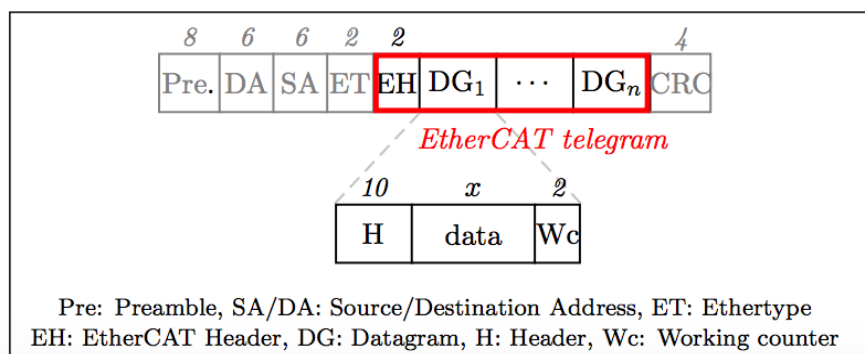 8 6 6 2 2 4
Pre. DA SA ET EH DG₁ ··· DGₙ CRC
EtherCAT telegram
10 x 2
H data Wc
Pre: Preamble, SA/DA: Source/Destination Address, ET: Ethertype
EH: EtherCAT Header, DG: Datagram, H: Header, Wc: Working counter